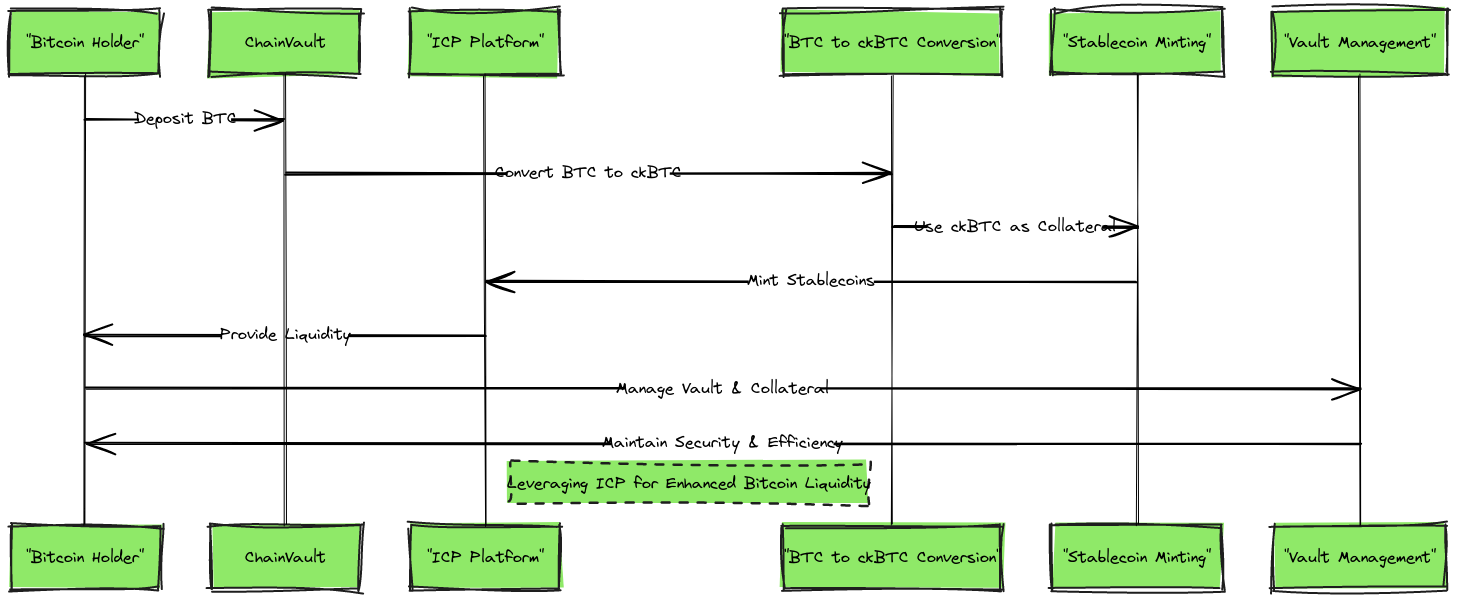 "Bitcoin Holder"
ChainVault
"ICP Platform"
"BTC to ckBTC Conversion"
"Stablecoin Minting"
"Vault Management"
Deposit BTC
Convert BTC to ckBTC
Use ckBTC as Collateral
Mint Stablecoins
Provide Liquidity
Manage Vault & Collateral
Maintain Security & Efficiency
Leveraging ICP for Enhanced Bitcoin Liquidity
"Bitcoin Holder"
ChainVault
"ICP Platform"
"BTC to ckBTC Conversion"
"Stablecoin Minting"
"Vault Management"